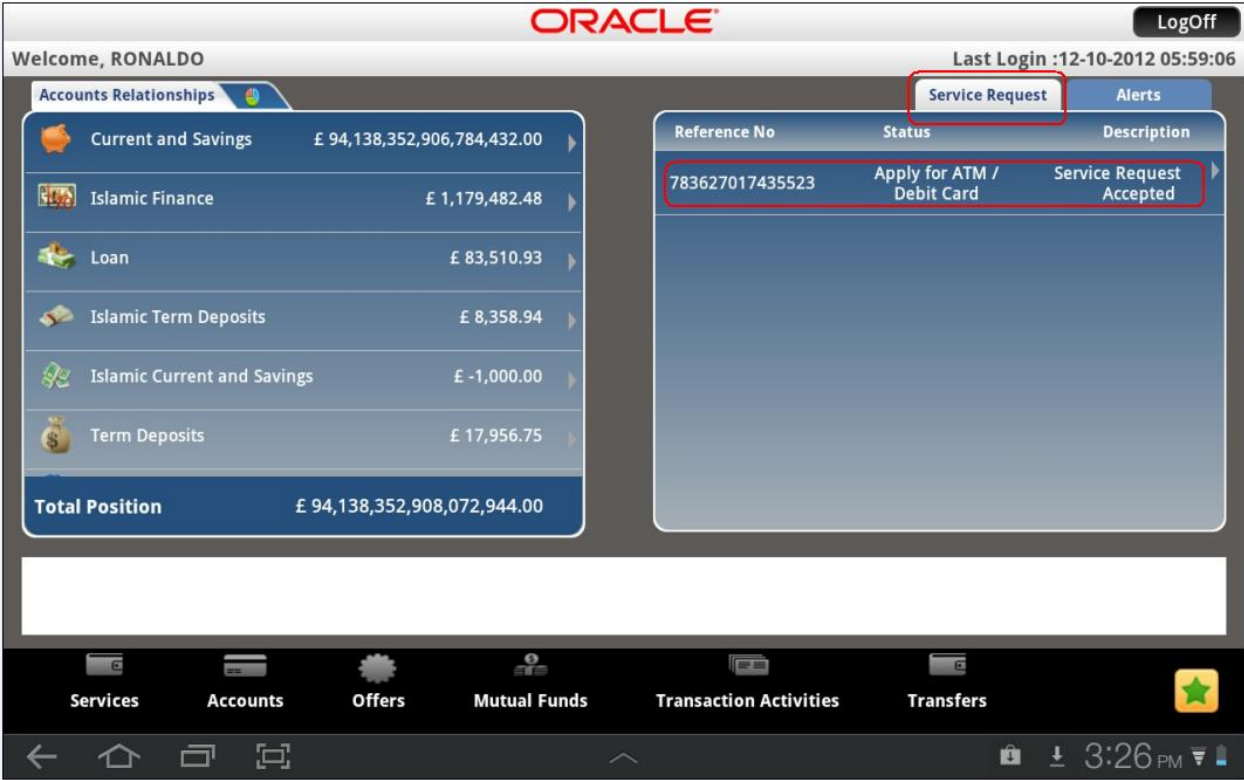 ORACLE
LogOff
Welcome, RONALDO
Last Login :12-10-2012 05:59:06
Accounts Relationships
Service Request
Alerts
Current and Savings £ 94,138,352,906,784,432.00
Islamic Finance £ 1,179,482.48
Loan £ 83,510.93
Islamic Term Deposits £ 8,358.94
Islamic Current and Savings £ -1,000.00
Term Deposits £ 17,956.75
Total Position £ 94,138,352,908,072,944.00
Reference No Status Description
783627017435523 Apply for ATM / Service Request
Debit Card Accepted
Services Accounts Offers Mutual Funds Transaction Activities Transfers
3:26 PM